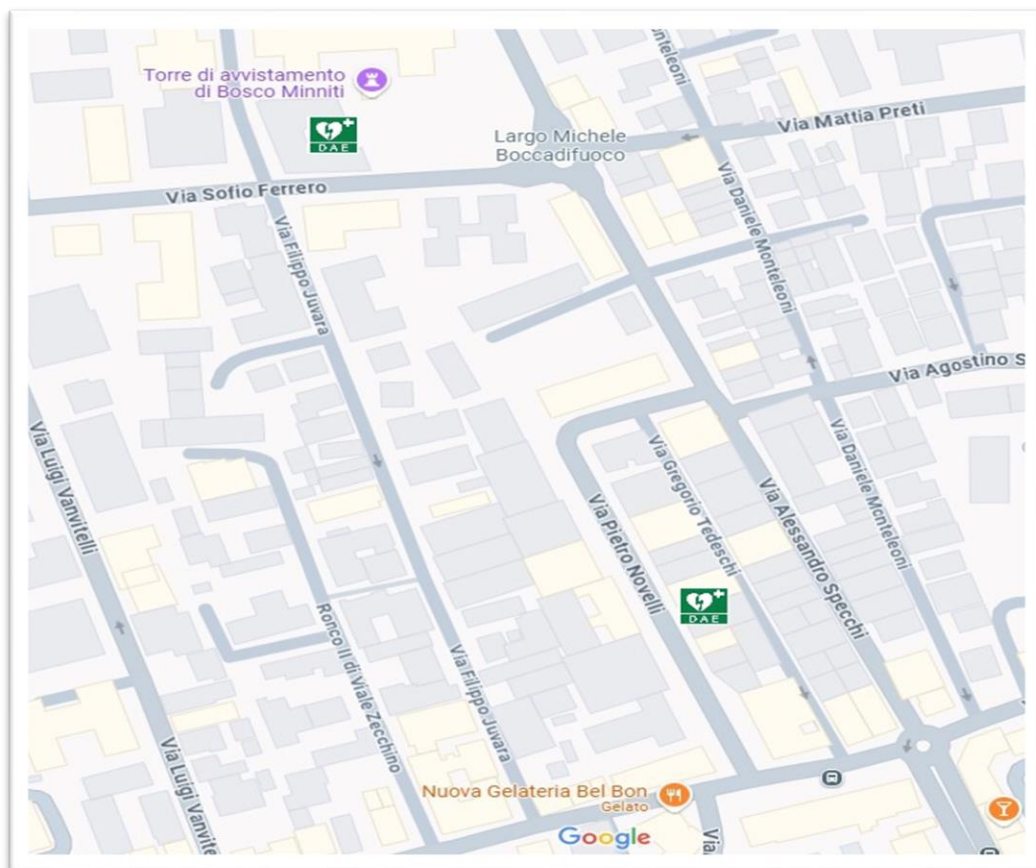 Monteleoni
Torre di avvistamento
di Bosco Minniti
DAE
Largo Michele
Boccadifuoco
Via Mattia Preti
Via Sofio Ferrero
Via Daniele Monteleoni
Via Filippo Juvara
Via Agostino S
Via Luigi Vanvitelli
Via Gregorio Tedeschi
Via Daniele Monteleoni
Via Alessandro Specchi
Via Pietro Novelli
DAE
Ronco II di Viale Zecchino
Via Filippo Juvara
Via Luigi Vanvitelli
Nuova Gelateria Bel Bon
Gelato
Google
Via